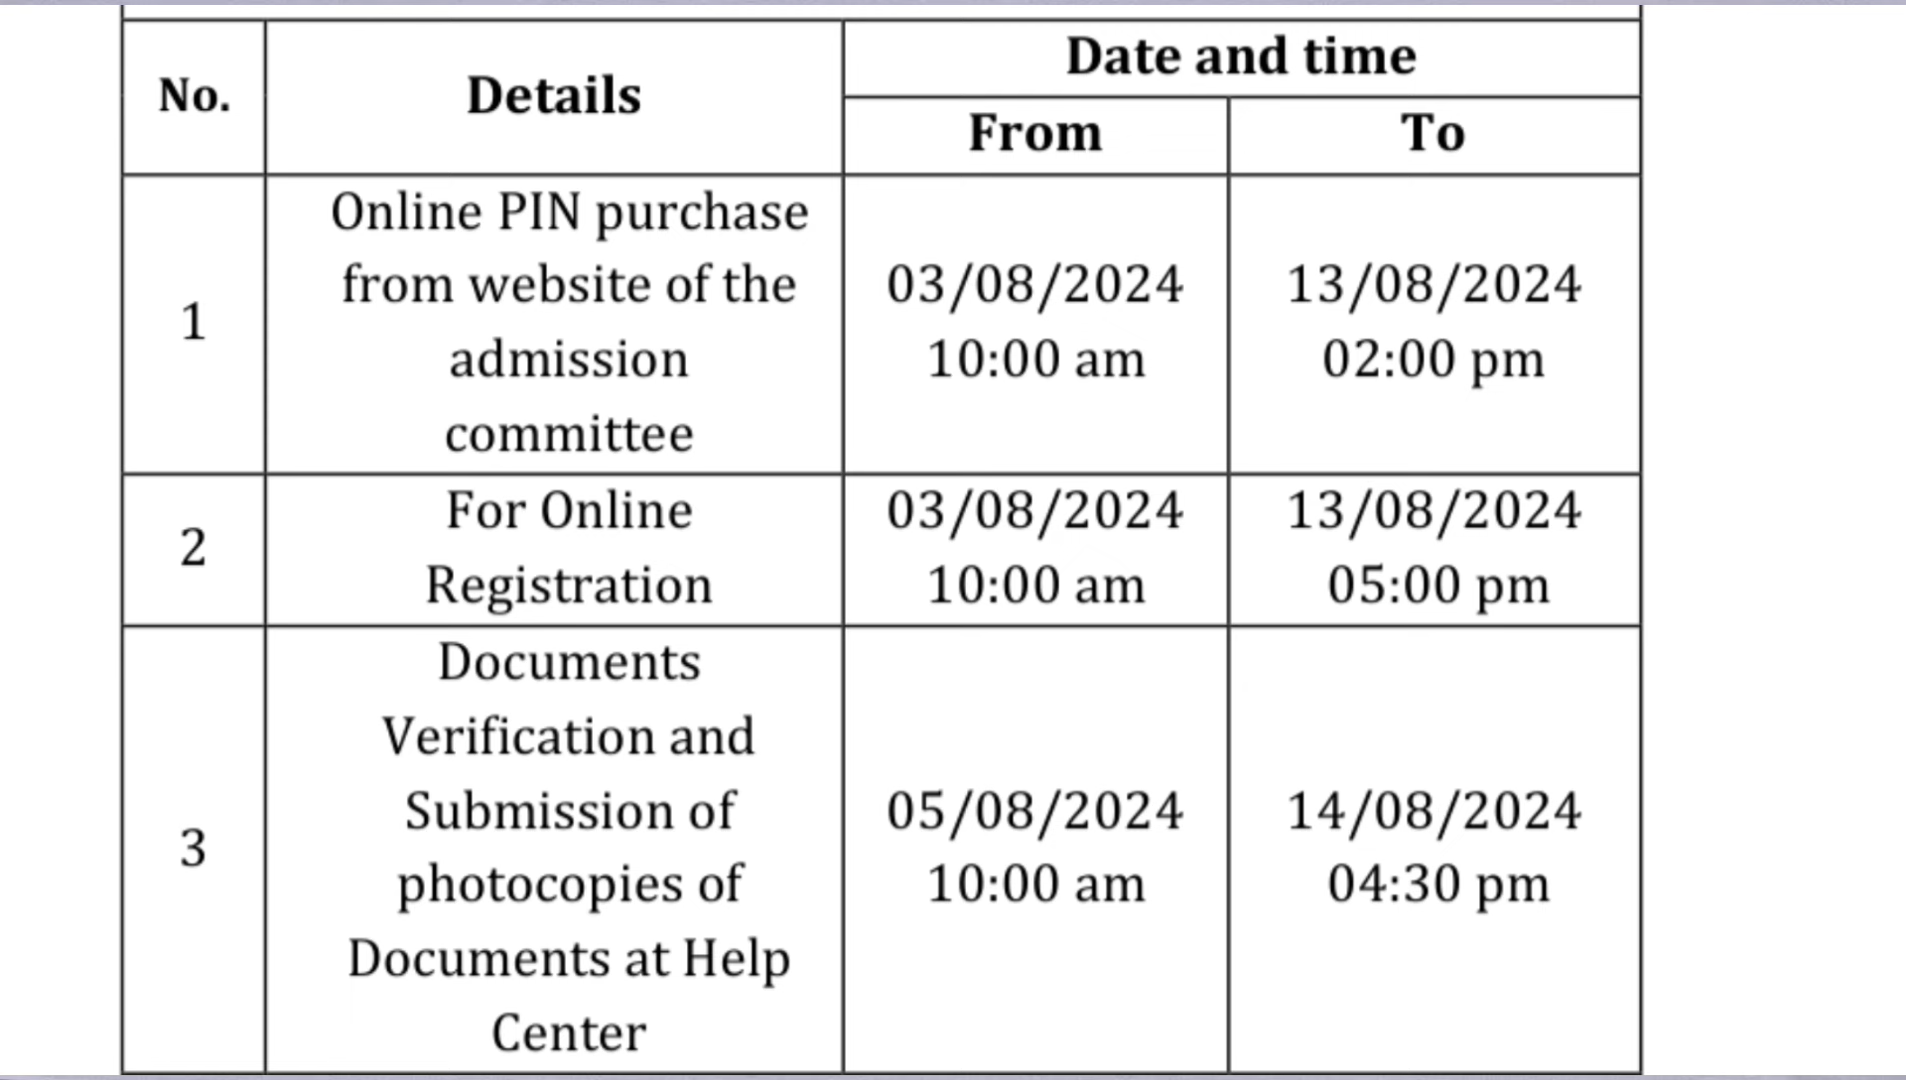 No.
Details
Date and time
From
To
1
Online PIN purchase
from website of the
admission
committee
03/08/2024
10:00 am
13/08/2024
02:00 pm
2
For Online
Registration
03/08/2024
10:00 am
13/08/2024
05:00 pm
3
Documents
Verification and
Submission of
photocopies of
Documents at Help
Center
05/08/2024
10:00 am
14/08/2024
04:30 pm